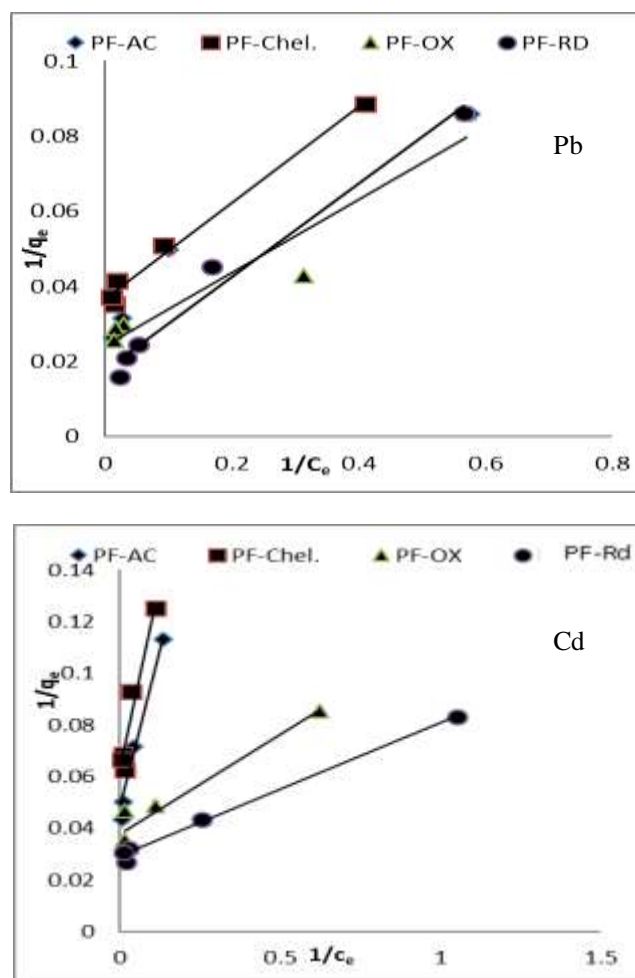 PF-AC PF-Chel. PF-OX PF-RD
0.1
0.08
0.06
0.04
0.02
0
1/qe
Pb
0 0.2 0.4 0.6 0.8
1/Ce
PF-AC PF-Chel. PF-OX PF-Rd
0.14
0.12
0.1
0.08
0.06
0.04
0.02
0
1/qe
Cd
0 0.5 1 1.5
1/ce